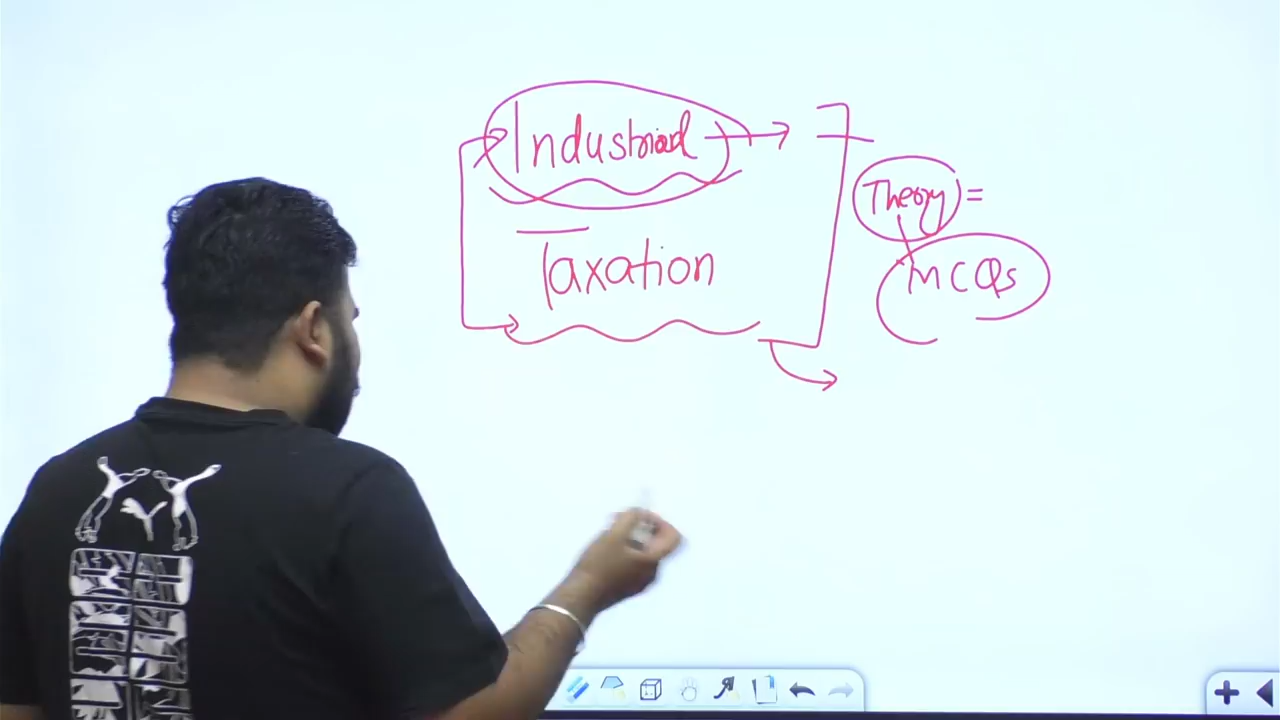 Industrial
Taxation
Theory =
MCQs